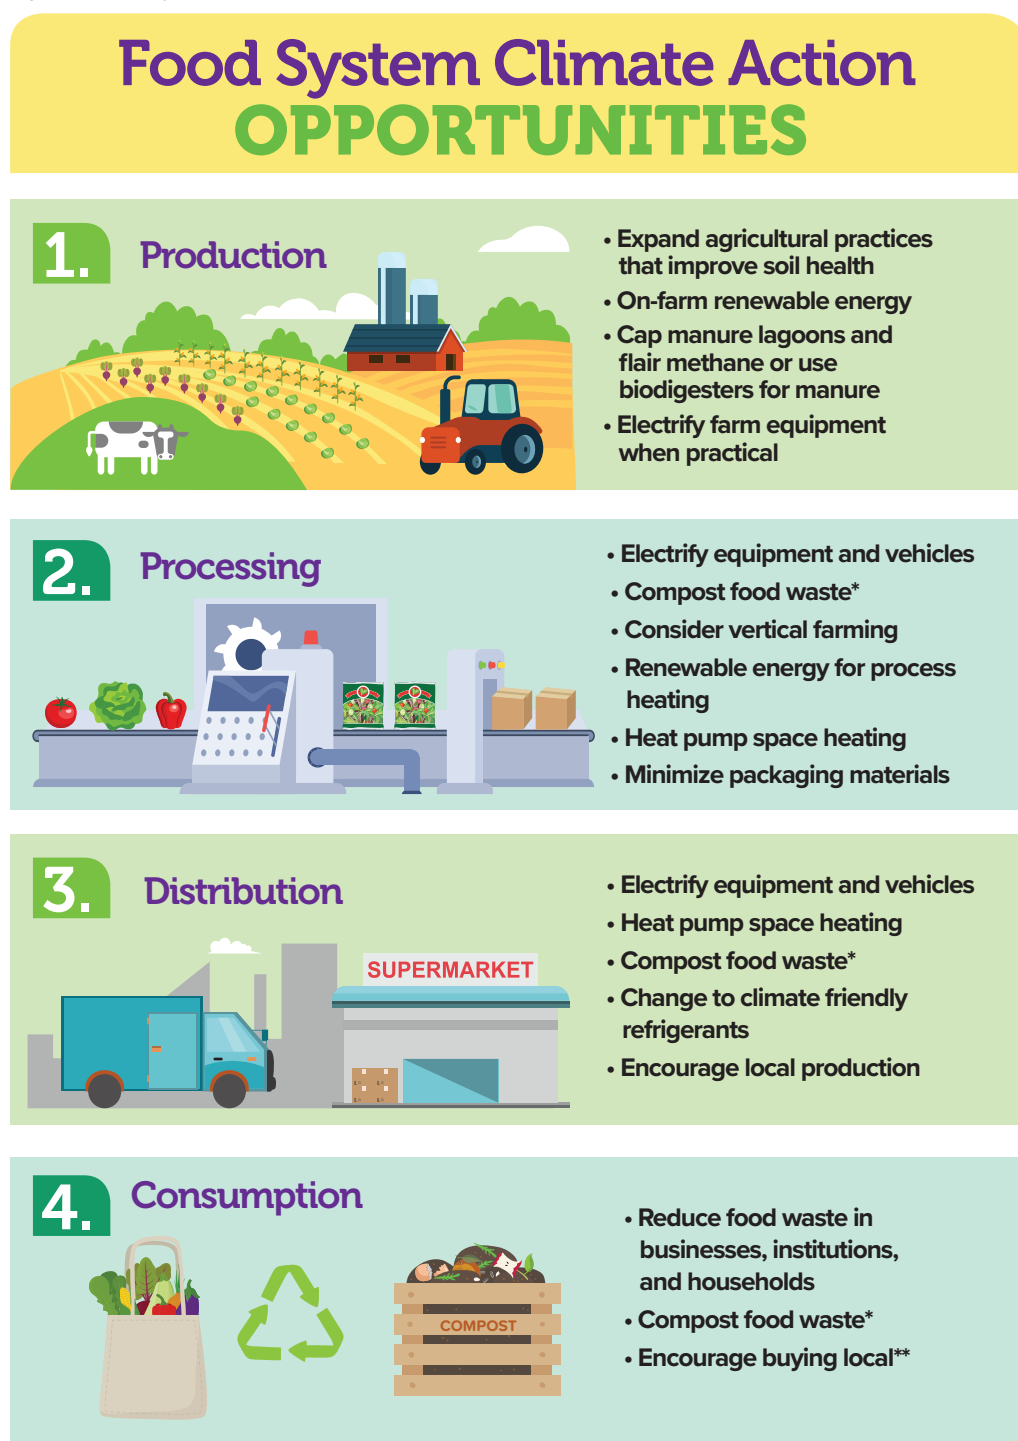 Food System Climate Action
OPPORTUNITIES
1.
Production
• Expand agricultural practices
that improve soil health
• On-farm renewable energy
• Cap manure lagoons and
flair methane or use
biodigesters for manure
• Electrify farm equipment
when practical
2.
Processing
• Electrify equipment and vehicles
• Compost food waste*
• Consider vertical farming
• Renewable energy for process
heating
• Heat pump space heating
• Minimize packaging materials
3.
Distribution
SUPERMARKET
• Electrify equipment and vehicles
• Heat pump space heating
• Compost food waste*
• Change to climate friendly
refrigerants
• Encourage local production
4.
Consumption
COMPOST
• Reduce food waste in
businesses, institutions,
and households
• Compost food waste*
• Encourage buying local**